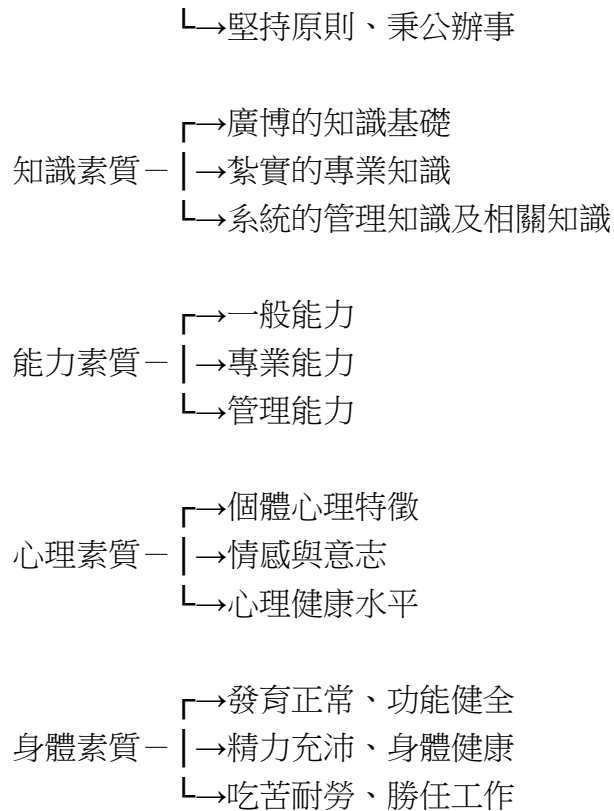 ┗→堅持原則、秉公辦事
┏→廣博的知識基礎
知識素質－┃→紮實的專業知識
┗→系統的管理知識及相關知識
┏→一般能力
能力素質－┃→專業能力
┗→管理能力
┏→個體心理特徵
心理素質－┃→情感與意志
┗→心理健康水平
┏→發育正常、功能健全
身體素質－┃→精力充沛、身體健康
┗→吃苦耐勞、勝任工作